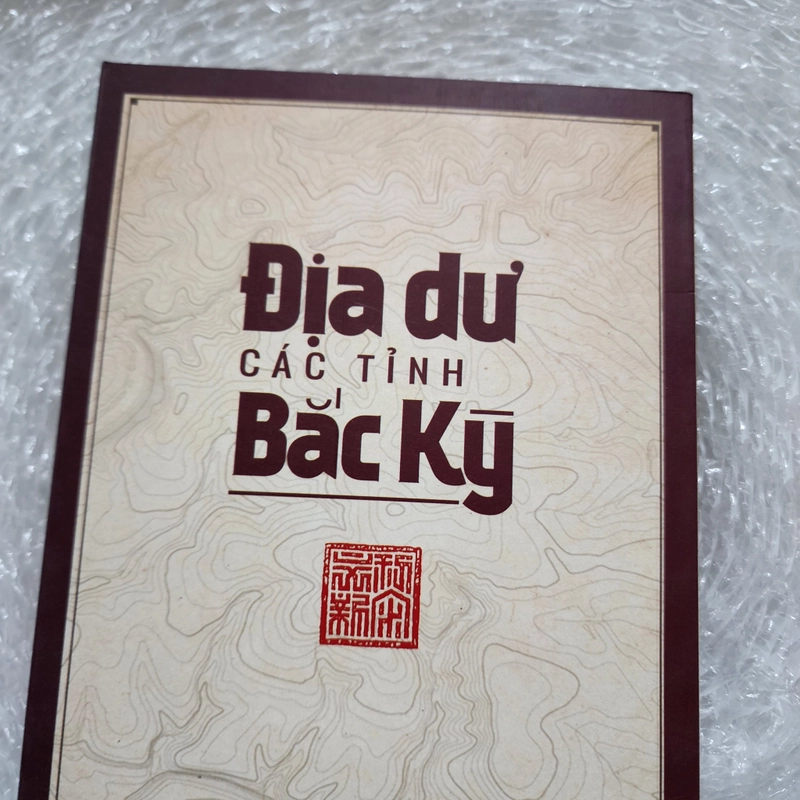 Địa dư
CÁC TỈNH
Bắc Kỳ